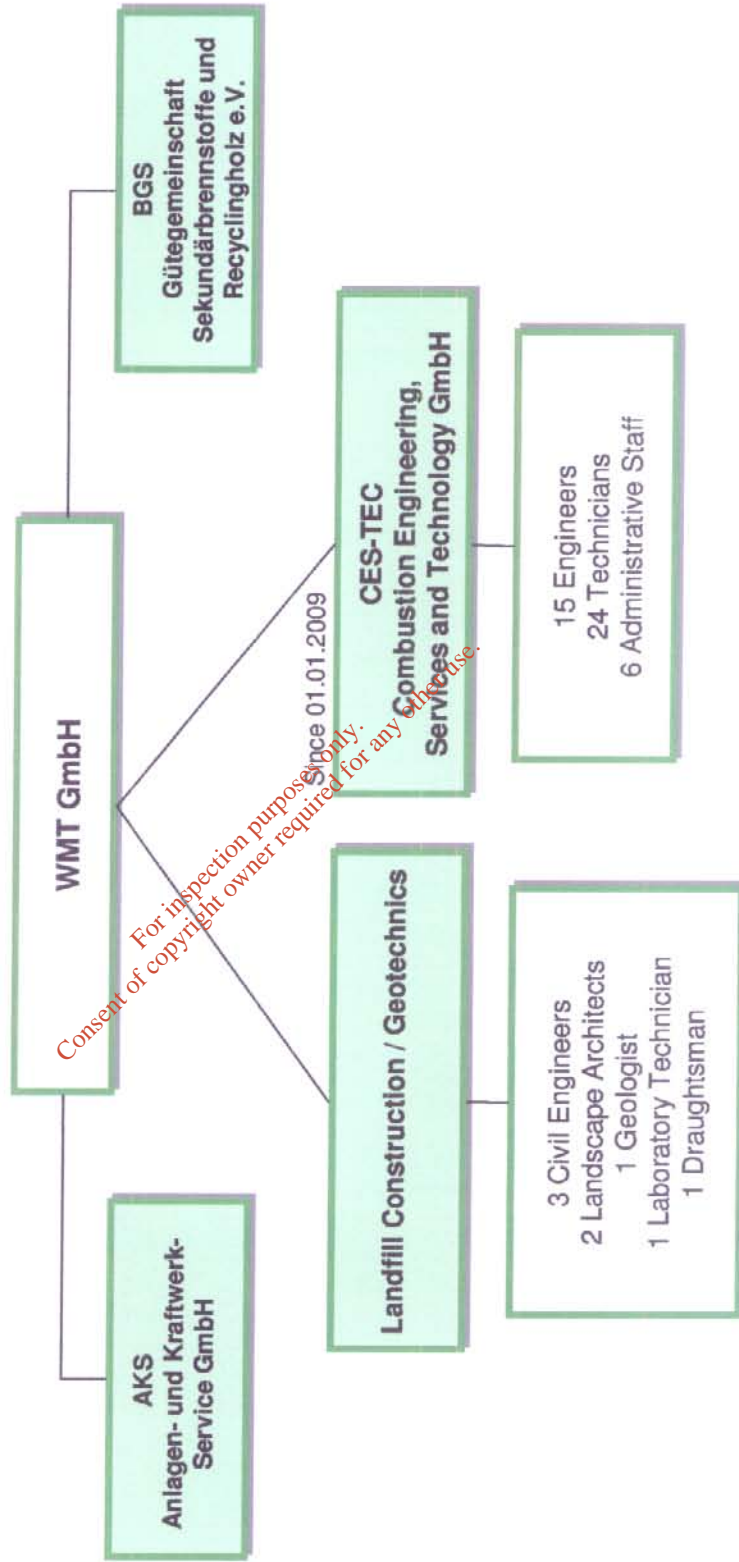 WMT GmbH
AKS
Anlagen- und Kraftwerk-
Service GmbH
BGS
Gütegemeinschaft
Sekundärbrennstoffe und
Recyclingholz e.V.
Since 01.01.2009
Landfill Construction / Geotechnics
CES-TEC
Combustion Engineering,
Services and Technology GmbH
3 Civil Engineers
2 Landscape Architects
1 Geologist
1 Laboratory Technician
1 Draughtsman
15 Engineers
24 Technicians
6 Administrative Staff
For inspection purposes only.
Consent of copyright owner required for any other use.